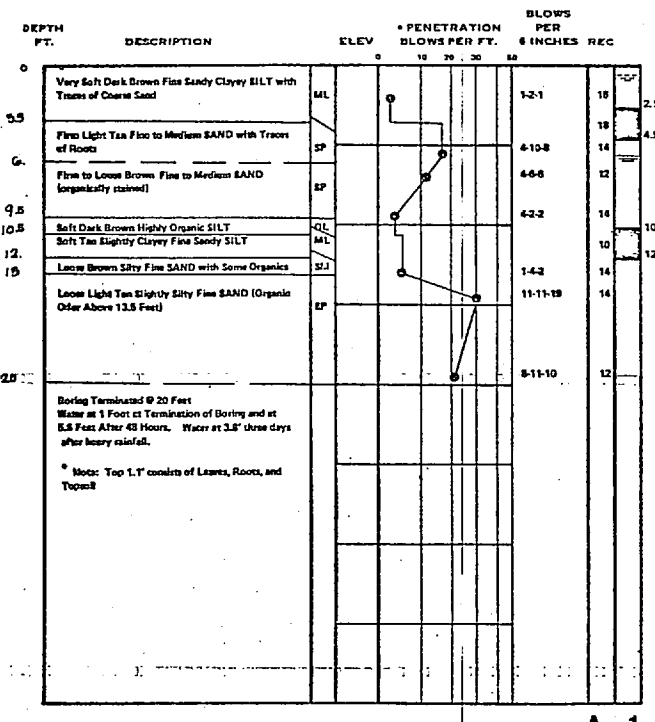 BLOWS
DEPTH • PENETRATION PER
FT. DESCRIPTION ELEV BLOWS PER FT. 6 INCHES REC
0 10 20 30
0
Very Soft Dark Brown Fine Sandy Clayey SILT with
Traces of Coarse Sand
ML 1-2-1
2.
3.5
18
4.
Firm Light Tan Fine to Medium SAND with Traces
of Roots
SP 4-10-8 14
6.
Firm to Loose Brown Fine to Medium SAND
(organically stained)
SP 4-6-6 12
9.5
4-2-2 14
10.5 Soft Dark Brown Highly Organic SILT OL 10
Soft Tan Slightly Clayey Fine Sandy SILT ML 10
12. 12
Loose Brown Silty Fine SAND with Some Organics
13 14
Loose Light Tan Slightly Silty Fine SAND (Organic
Odor Above 13.5 Feet)
SP 11-11-19 14
20 8-11-10 12
Boring Terminated @ 20 Feet
Water at 1 Foot at Termination of Boring and at
Feet After 48 Hours. Water at 3.8' three days
after heavy rainfall.
* Note: Top 1.1' consists of Leaves, Roots, and
Topsoil
A 1